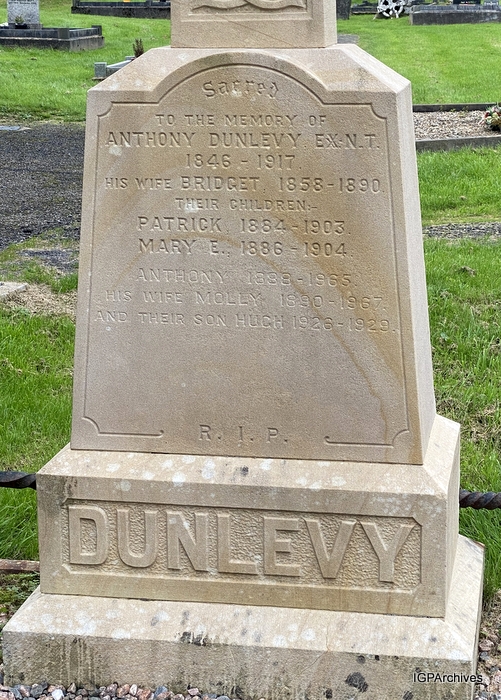 Sacred
TO THE MEMORY OF
ANTHONY DUNLEVY. EX-N.T.
1846 - 1917
HIS WIFE BRIDGET, 1858-1890.
THEIR CHILDREN:-
PATRICK, 1884-1903.
MARY E., 1886-1904.
ANTHONY 1888-1965.
HIS WIFE MOLLY, 1890-1967.
AND THEIR SON HUGH 1926-1929.
R. I. P.
DUNLEVY
IGPArchives